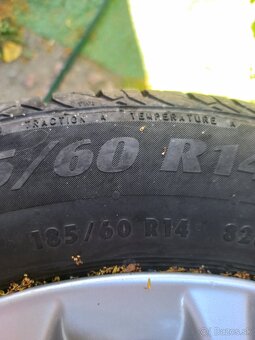 TRACTION A TEMPERATURE A
5/60 R14
185/60 R14 82
bazos.sk